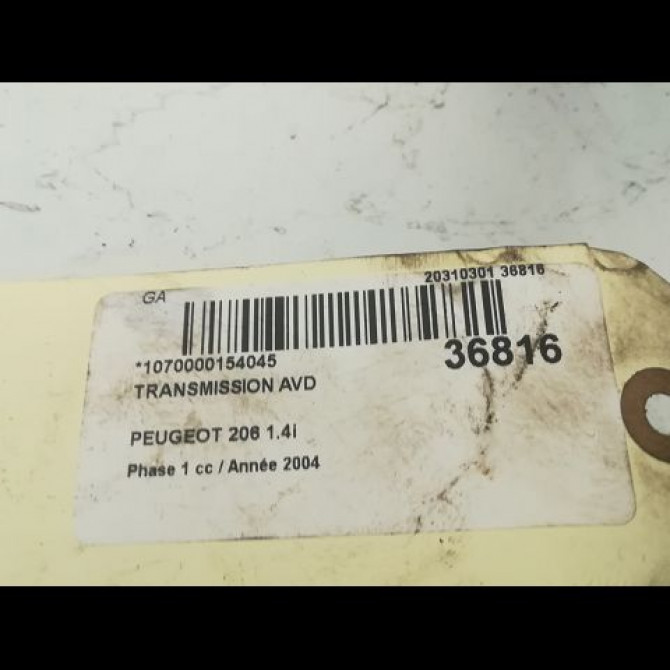 GA
20310301 36816
*1070000154045
36816
TRANSMISSION AVD
PEUGEOT 206 1.4i
Phase 1 cc / Année 2004